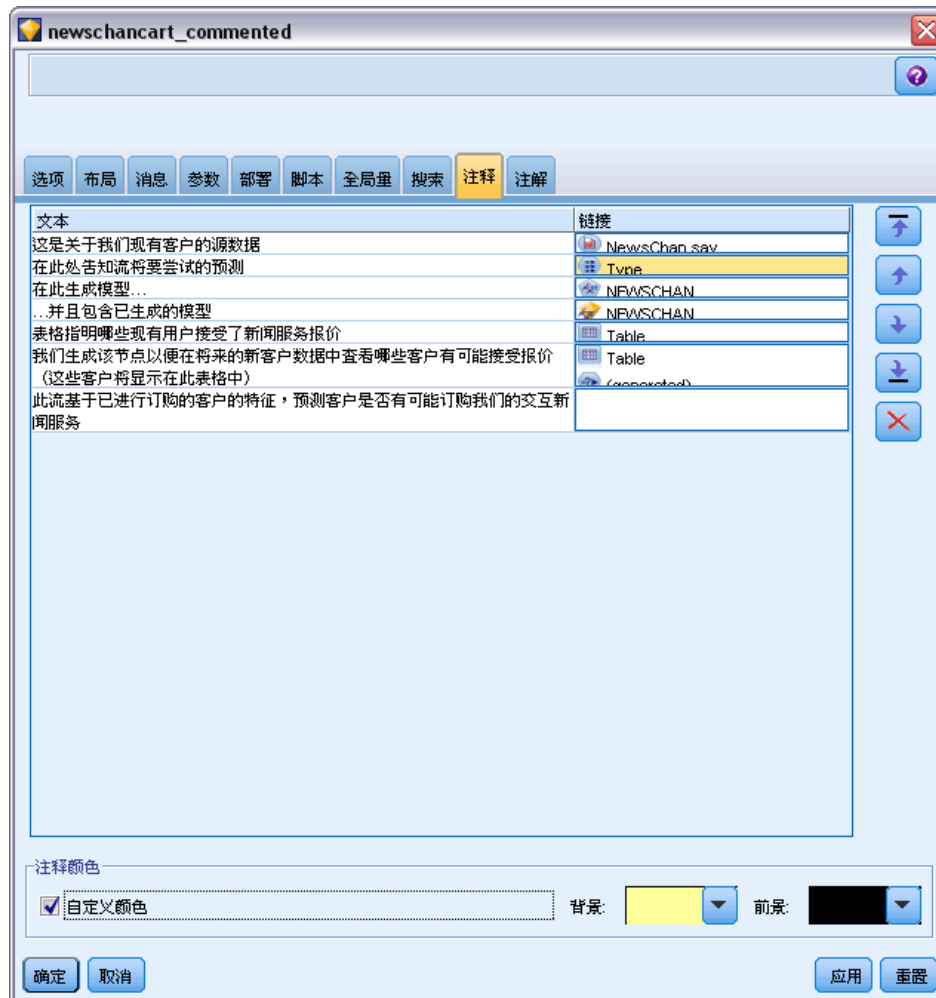 newschancart_commented
选项 布局 消息 参数 部署 脚本 全局量 搜索 注释 注解
文本 链接
这是关于我们现有客户的源数据 NewsChan.sav
在此处告知流将要尝试的预测 Type
在此生成模型... NEWSCHAN
...并且包含已生成的模型 NEWSCHAN
表格指明哪些现有用户接受了新闻服务报价 Table
我们生成该节点以便在将来的新客户数据中查看哪些客户有可能接受报价 Table
（这些客户将显示在此表格中） (generated)
此流基于已进行订购的客户的特征，预测客户是否有可能订购我们的交互新
闻服务
注释颜色
自定义颜色 背景: 前景:
确定 取消 应用 重置